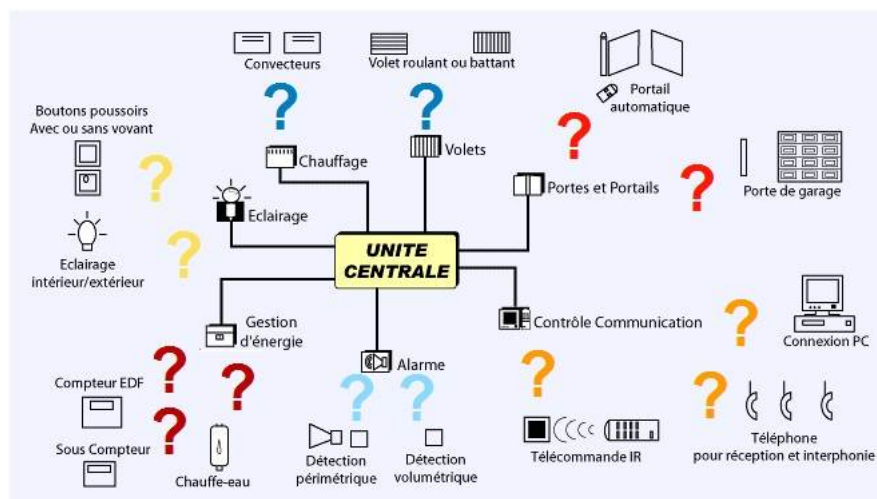 Convecteurs
Volet roulant ou battant
Portail
automatique
Boutons poussoirs
Avec ou sans voyant
?
?
?
?
?
Chauffage
Volets
Portes et Portails
Porte de garage
Eclairage
?
Eclairage
intérieur/extérieur
UNITE
CENTRALE
Gestion
d'énergie
Contrôle Communication
?
Connexion PC
Alarme
?
?
?
?
?
?
?
Compteur EDF
Sous Compteur
Chauffe-eau
Détection
périmétrique
Détection
volumétrique
Télécommande IR
Téléphone
pour réception et interphonie